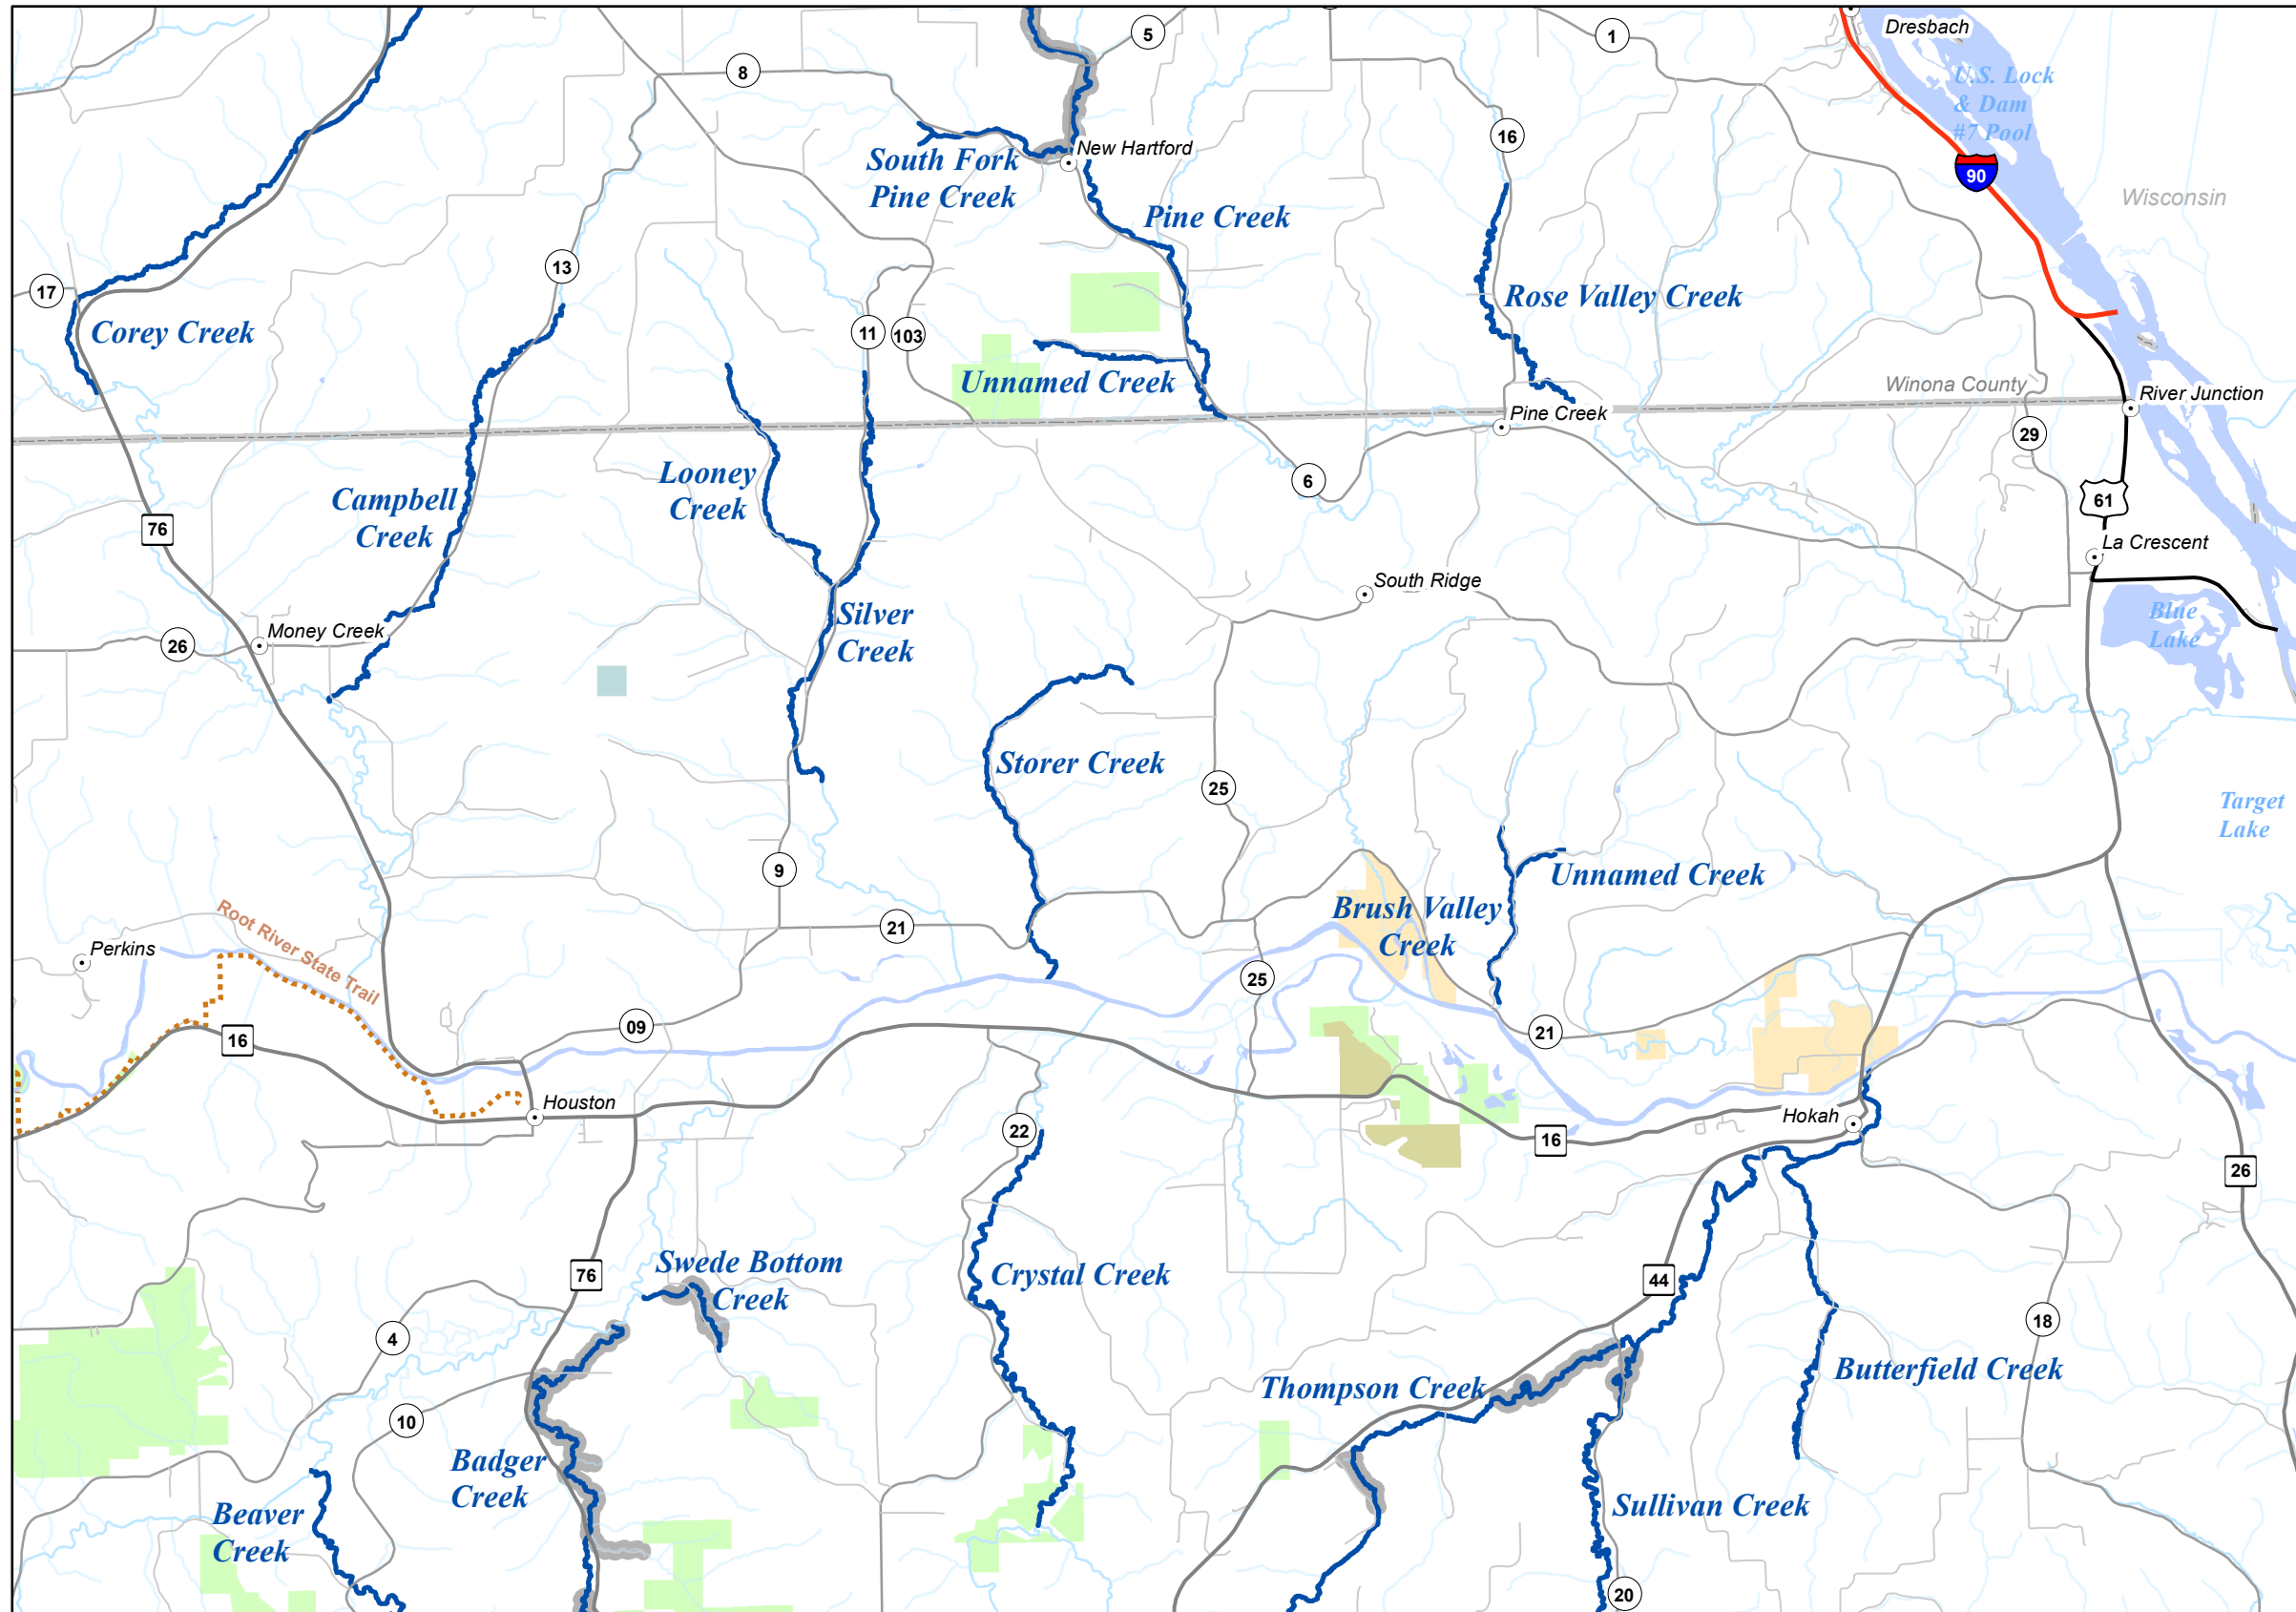 Dresbach
5
1
8
U.S. Lock
& Dam
#7 Pool
16
New Hartford
South Fork
Pine Creek
90
Wisconsin
Pine Creek
13
17
Rose Valley Creek
Corey Creek
11
103
Unnamed Creek
Winona County
River Junction
Pine Creek
29
Looney
Creek
6
Campbell
Creek
61
76
La Crescent
South Ridge
Silver
Creek
Blue
Lake
Money Creek
26
Storer Creek
25
Target
Lake
9
Unnamed Creek
Brush Valley
Creek
Root River State Trail
21
Perkins
25
09
16
21
Houston
Hokah
22
16
26
Swede Bottom
Creek
76
Crystal Creek
44
18
4
Butterfield Creek
Thompson Creek
10
Badger
Creek
Sullivan Creek
Beaver
Creek
20